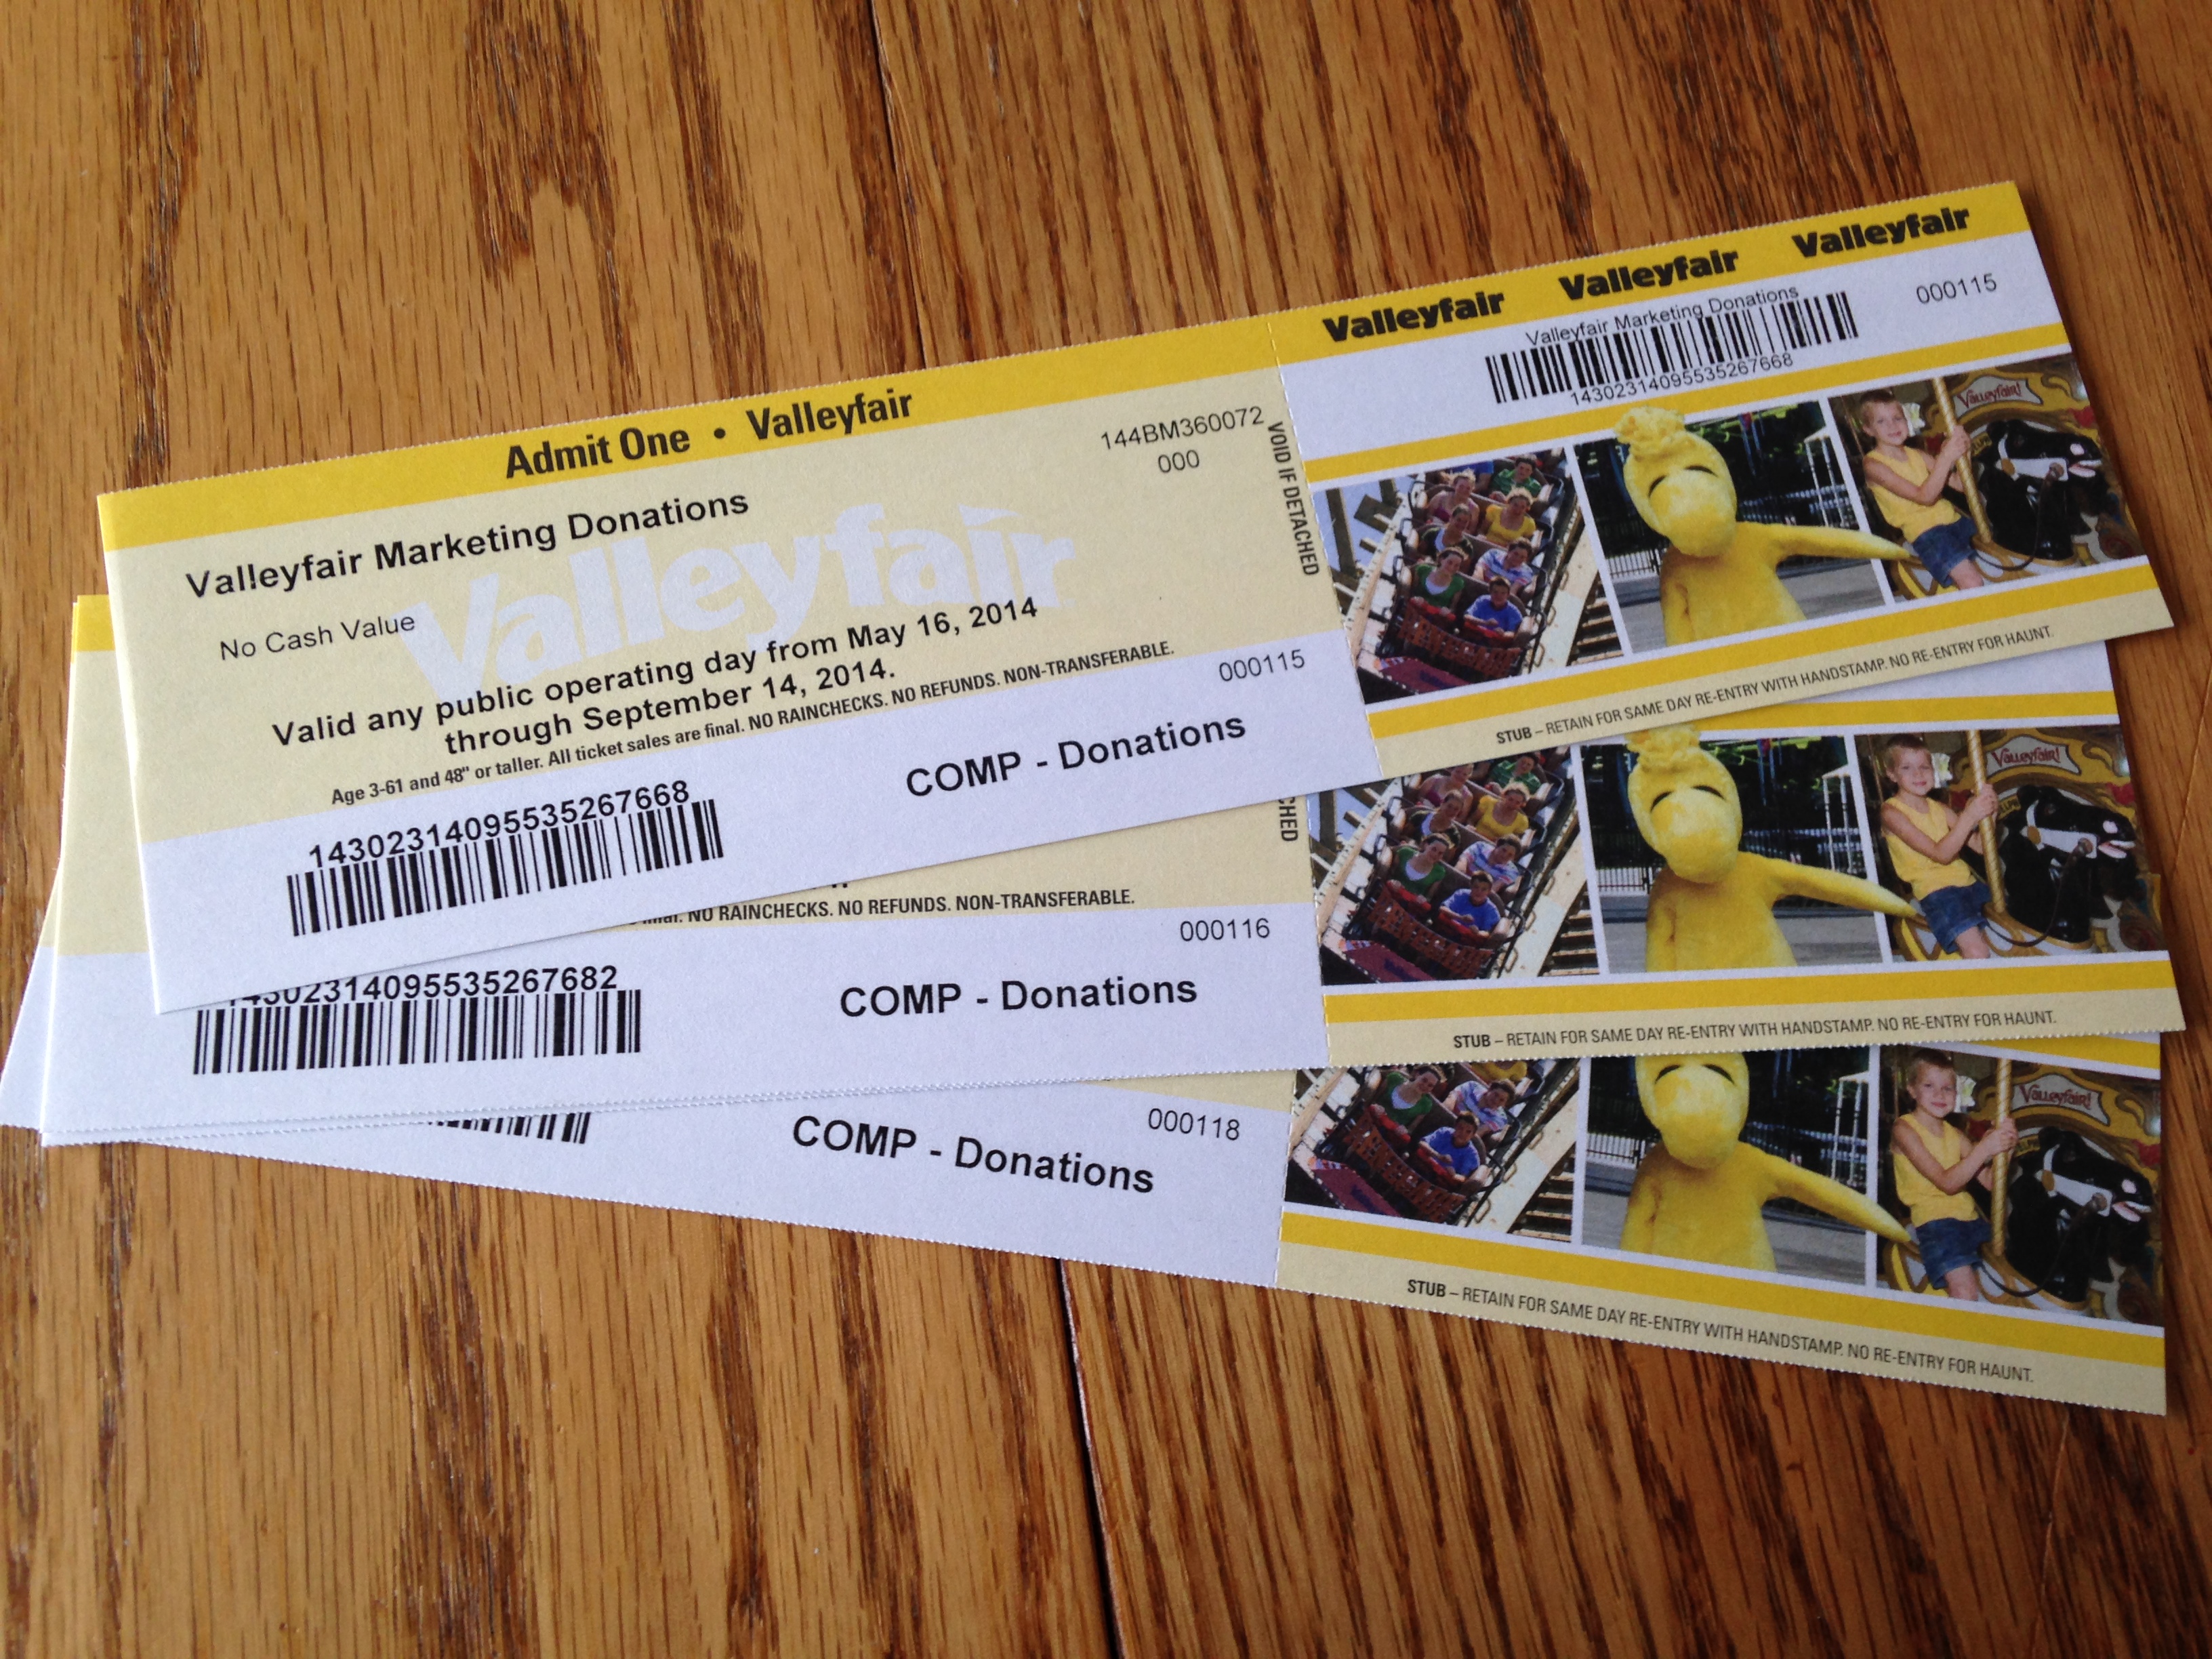 Admit One • Valleyfair
Valleyfair Marketing Donations
144BM360072
000
Valleyfair
No Cash Value
Valid any public operating day from May 16, 2014
through September 14, 2014.
Age 3-61 and 48" or taller. All ticket sales are final. NO RAINCHECKS. NO REFUNDS. NON-TRANSFERABLE.
000115
14302314095535267668
COMP - Donations
VOID IF DETACHED
Valleyfair Valleyfair Valleyfair
Valleyfair Marketing Donations
000115
14302314095535267668
Valleyfair!
STUB – RETAIN FOR SAME DAY RE-ENTRY WITH HANDSTAMP. NO RE-ENTRY FOR HAUNT.
NO RAINCHECKS. NO REFUNDS. NON-TRANSFERABLE.
000116
14302314095535267682
COMP - Donations
CHED
Valleyfair!
STUB – RETAIN FOR SAME DAY RE-ENTRY WITH HANDSTAMP. NO RE-ENTRY FOR HAUNT.
000118
COMP - Donations
Valleyfair!
STUB – RETAIN FOR SAME DAY RE-ENTRY WITH HANDSTAMP. NO RE-ENTRY FOR HAUNT.